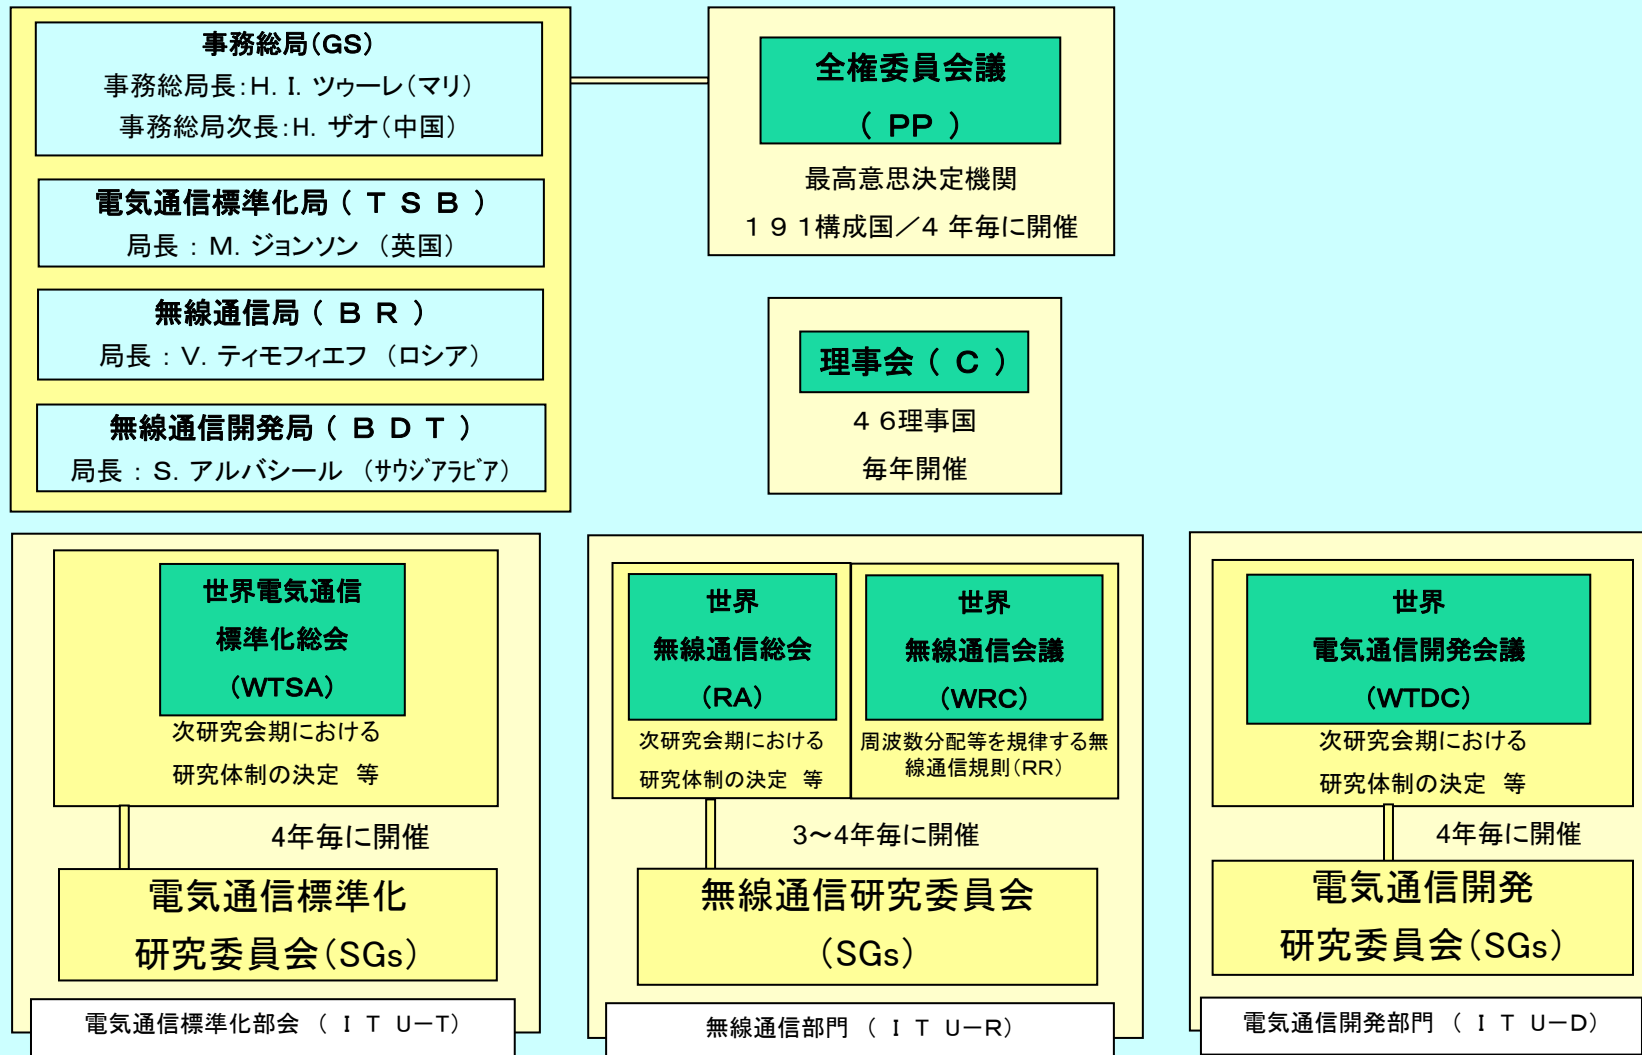 事務総局(GS)
事務総局長:H. I. ツゥーレ(マリ)
事務総局次長:H. ザオ(中国)
電気通信標準化局（ＴＳＢ）
局長：M. ジョンソン （英国）
無線通信局（ＢＲ）
局長：V. ティモフィエフ （ロシア）
無線通信開発局（ＢＤＴ）
局長：S. アルバシール （ｻｳｼﾞｱﾗﾋﾞｱ）
全権委員会議
（ PP ）
最高意思決定機関
１９１構成国／４年毎に開催
理事会（ C ）
４６理事国
毎年開催
世界電気通信
標準化総会
(WTSA)
次研究会期における
研究体制の決定 等
4年毎に開催
電気通信標準化
研究委員会(SGs)
電気通信標準化部会 （ＩＴＵ－Ｔ）
世界
無線通信総会
(RA)
次研究会期における
研究体制の決定 等
世界
無線通信会議
(WRC)
周波数分配等を規律する無
線通信規則(RR)
3～4年毎に開催
無線通信研究委員会
(SGs)
無線通信部門 （ＩＴＵ－Ｒ）
世界
電気通信開発会議
(WTDC)
次研究会期における
研究体制の決定 等
4年毎に開催
電気通信開発
研究委員会(SGs)
電気通信開発部門 （ＩＴＵ－Ｄ）